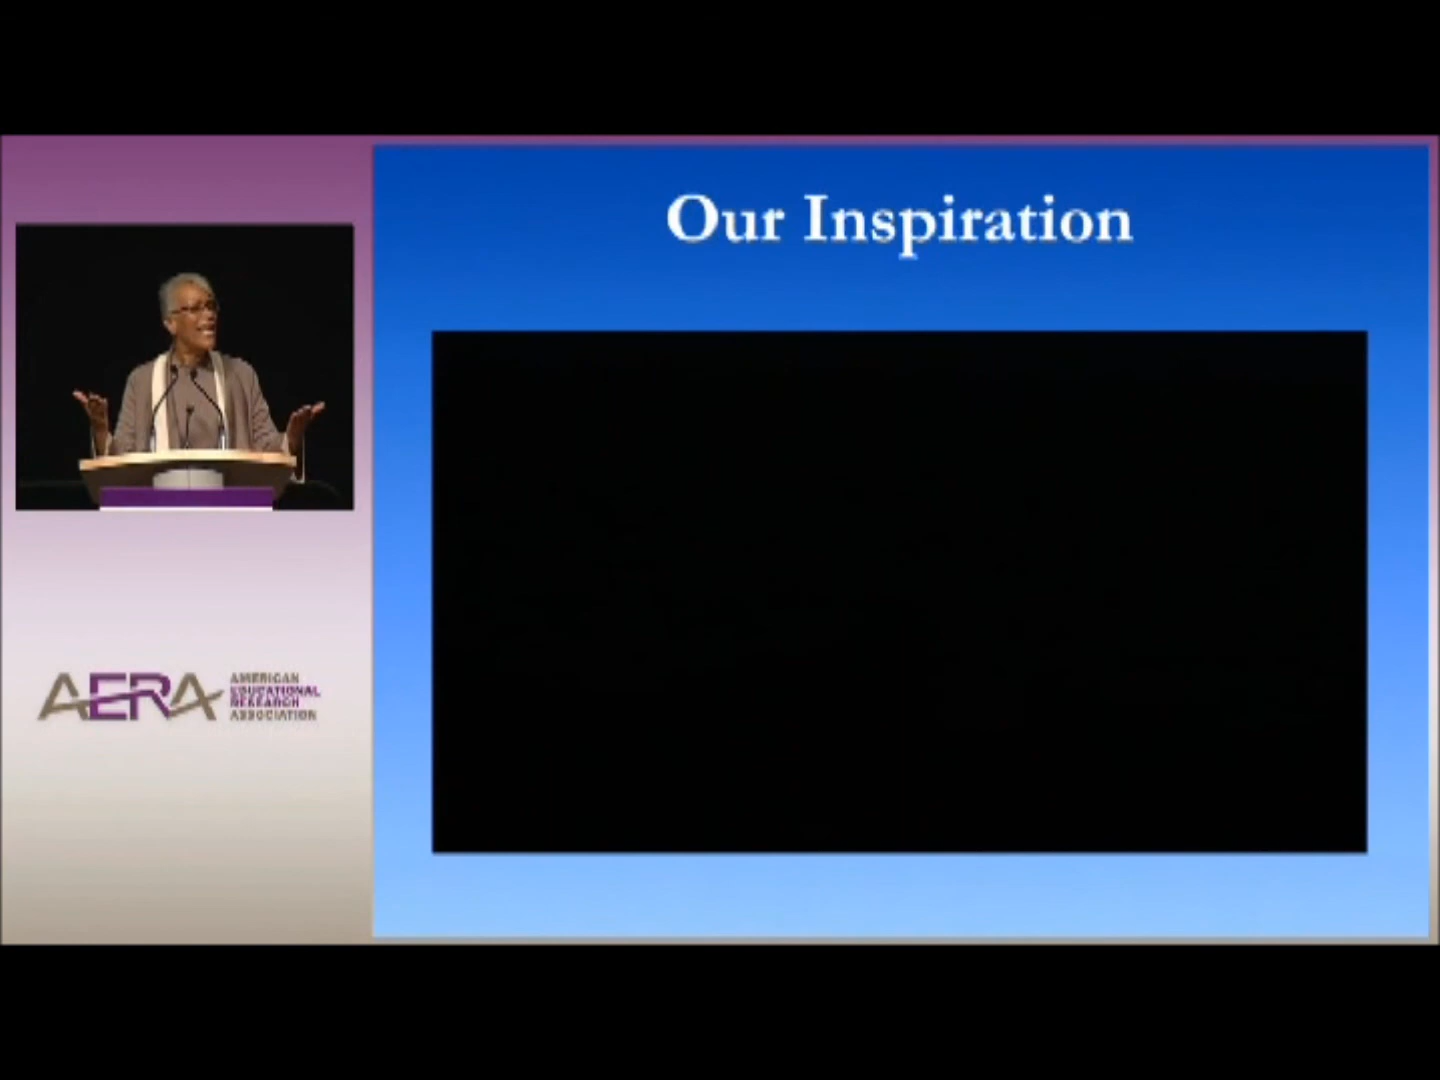 Our Inspiration
AERA
AMERICAN
EDUCATIONAL
RESEARCH
ASSOCIATION